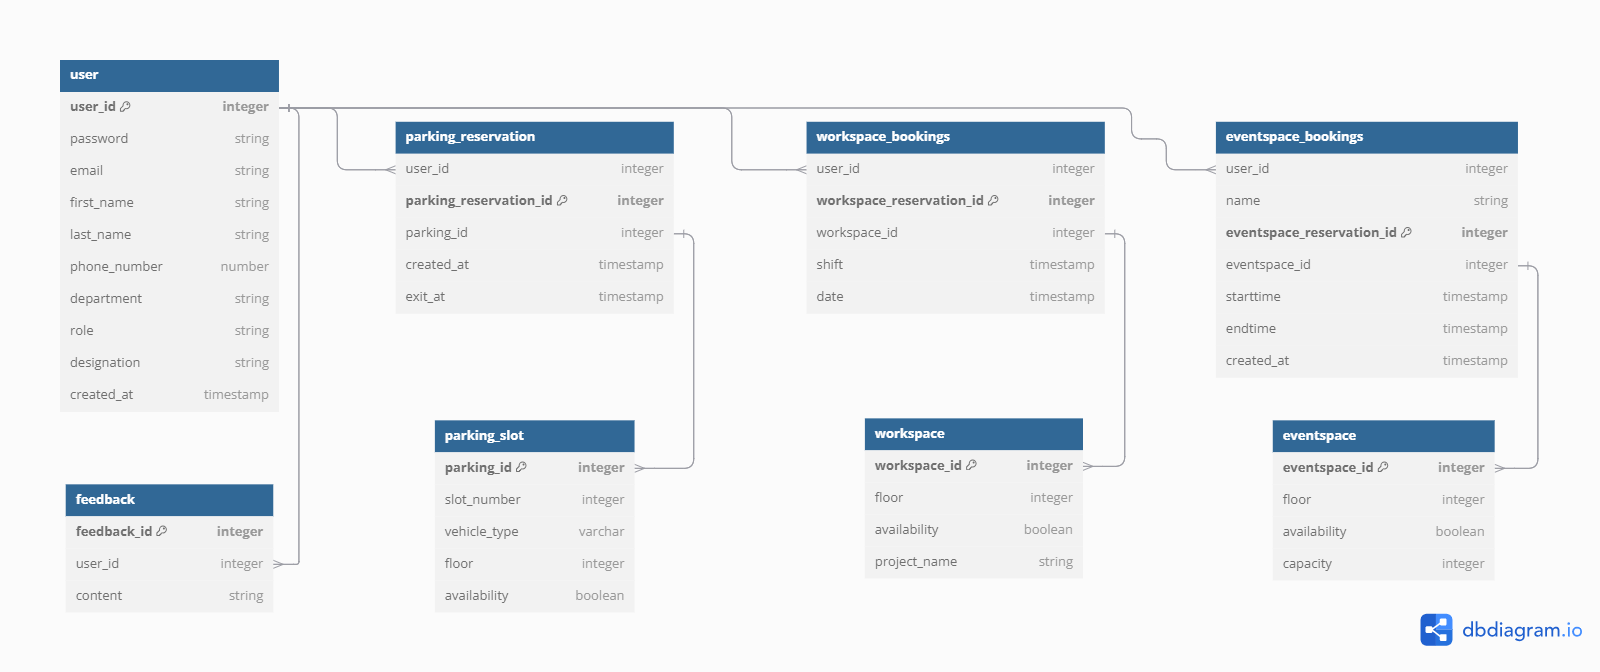 user
user_id integer
password string
email string
first_name string
last_name string
phone_number number
department string
role string
designation string
created_at timestamp
parking_reservation
user_id integer
parking_reservation_id integer
parking_id integer
created_at timestamp
exit_at timestamp
workspace_bookings
user_id integer
workspace_reservation_id integer
workspace_id integer
shift timestamp
date timestamp
eventspace_bookings
user_id integer
name string
eventspace_reservation_id integer
eventspace_id integer
starttime timestamp
endtime timestamp
created_at timestamp
feedback
feedback_id integer
user_id integer
content string
parking_slot
parking_id integer
slot_number integer
vehicle_type varchar
floor integer
availability boolean
workspace
workspace_id integer
floor integer
availability boolean
project_name string
eventspace
eventspace_id integer
floor integer
availability boolean
capacity integer
dbdiagram.io